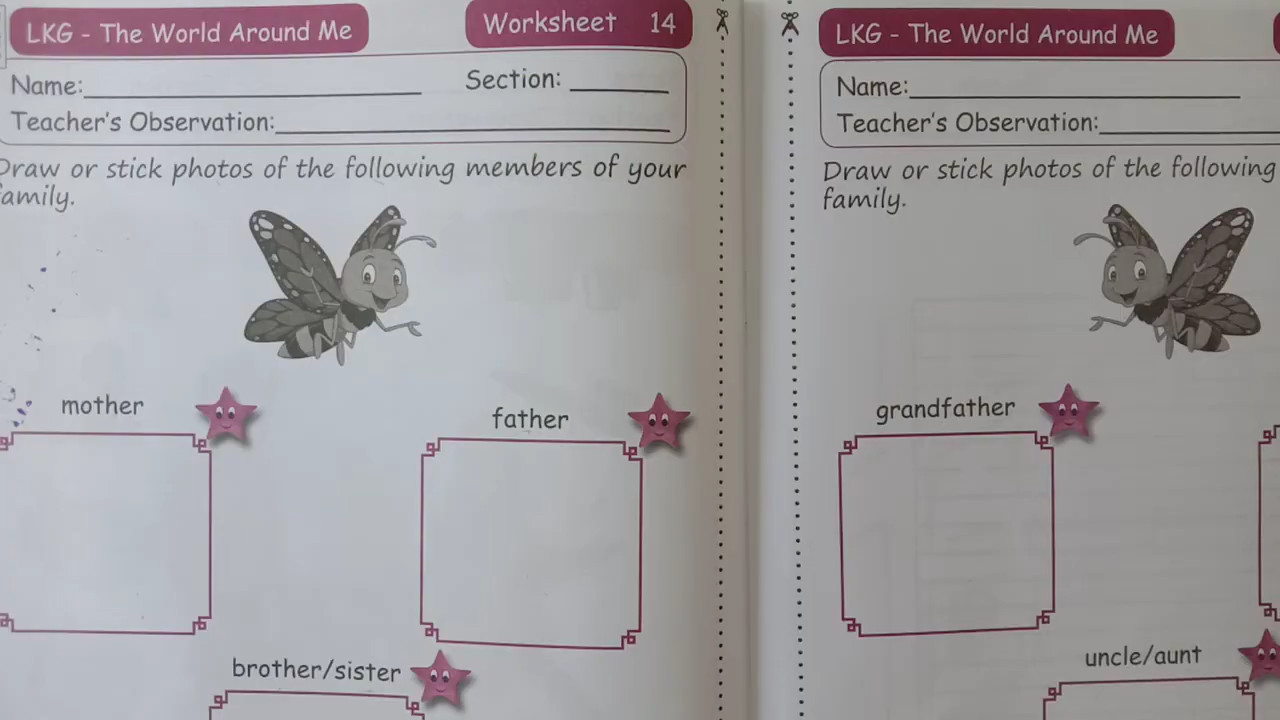 LKG - The World Around Me
Worksheet 14
Name:
Section:
Teacher's Observation:
Draw or stick photos of the following members of your
family.
mother
father
brother/sister
LKG - The World Around Me
Name:
Teacher's Observation:
Draw or stick photos of the following
family.
grandfather
uncle/aunt